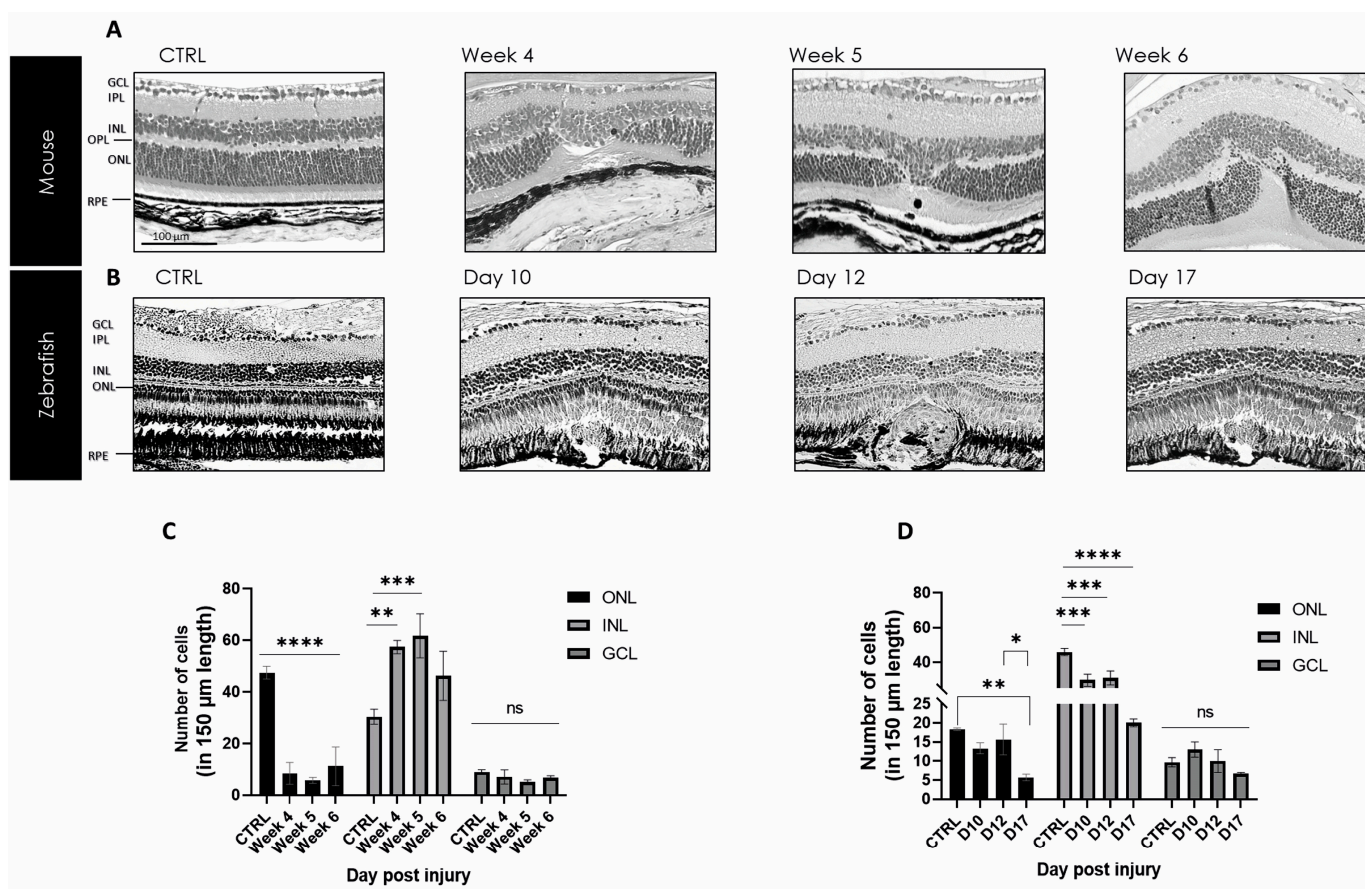 A
CTRL
Week 4
Week 5
Week 6
Mouse
GCL
IPL
INL
OPL
ONL
RPE
100 µm
B
CTRL
Day 10
Day 12
Day 17
Zebrafish
GCL
IPL
INL
ONL
RPE
C
Number of cells
(in 150 µm length)
80
60
40
20
0
****
**
***
ns
ONL
INL
GCL
CTRL
Week 4
Week 5
Week 6
CTRL
Week 4
Week 5
Week 6
CTRL
Week 4
Week 5
Week 6
Day post injury
D
Number of cells
(in 150 µm length)
80
60
40
25
20
15
10
5
0
**
*
***
***
****
ns
ONL
INL
GCL
CTRL
D10
D12
D17
CTRL
D10
D12
D17
CTRL
D10
D12
D17
Day post injury